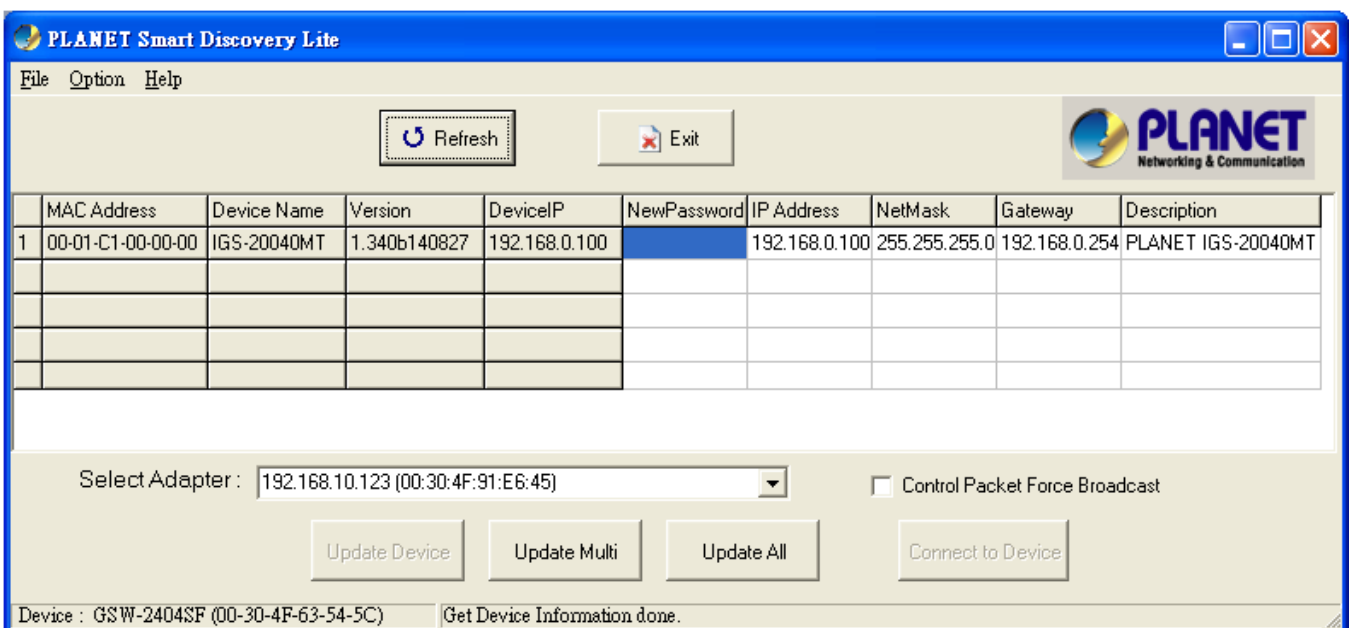 PLANET Smart Discovery Lite
File Option Help
Refresh Exit PLANET
Networking & Communication
MAC Address Device Name Version DeviceIP NewPassword IP Address NetMask Gateway Description
1 00-01-C1-00-00-00 IGS-20040MT 1.340b140827 192.168.0.100 192.168.0.100 255.255.255.0 192.168.0.254 PLANET IGS-20040MT
Select Adapter : 192.168.10.123 (00:30:4F:91:E6:45) Control Packet Force Broadcast
Update Device Update Multi Update All Connect to Device
Device : GSW-2404SF (00-30-4F-63-54-5C) Get Device Information done.